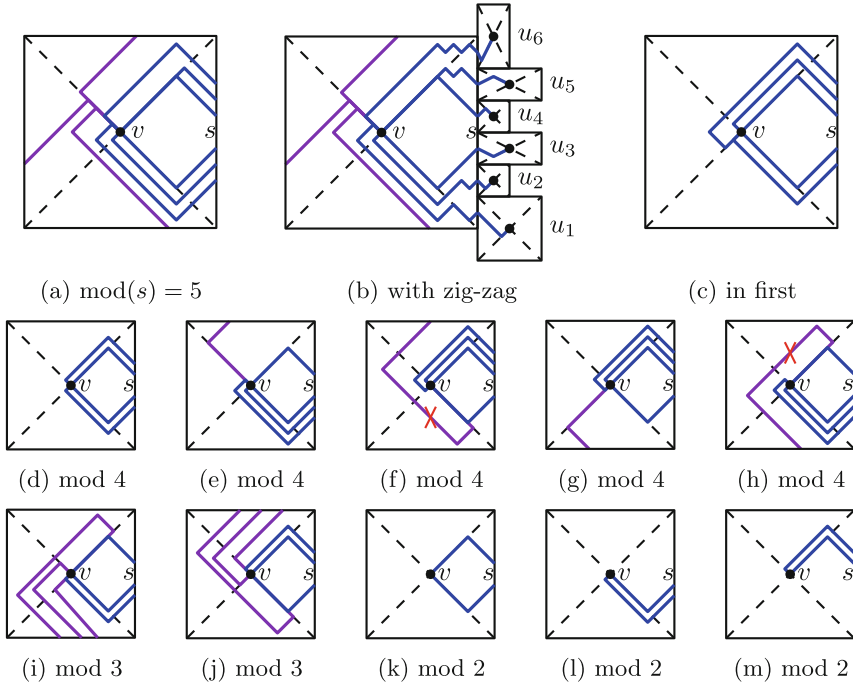 v s
v s u₆
u₅
u₄
u₃
u₂
u₁
v s
(a) mod(s) = 5 (b) with zig-zag (c) in first
v s v s v s v s v s
(d) mod 4 (e) mod 4 (f) mod 4 (g) mod 4 (h) mod 4
v s v s v s v s v s
(i) mod 3 (j) mod 3 (k) mod 2 (l) mod 2 (m) mod 2